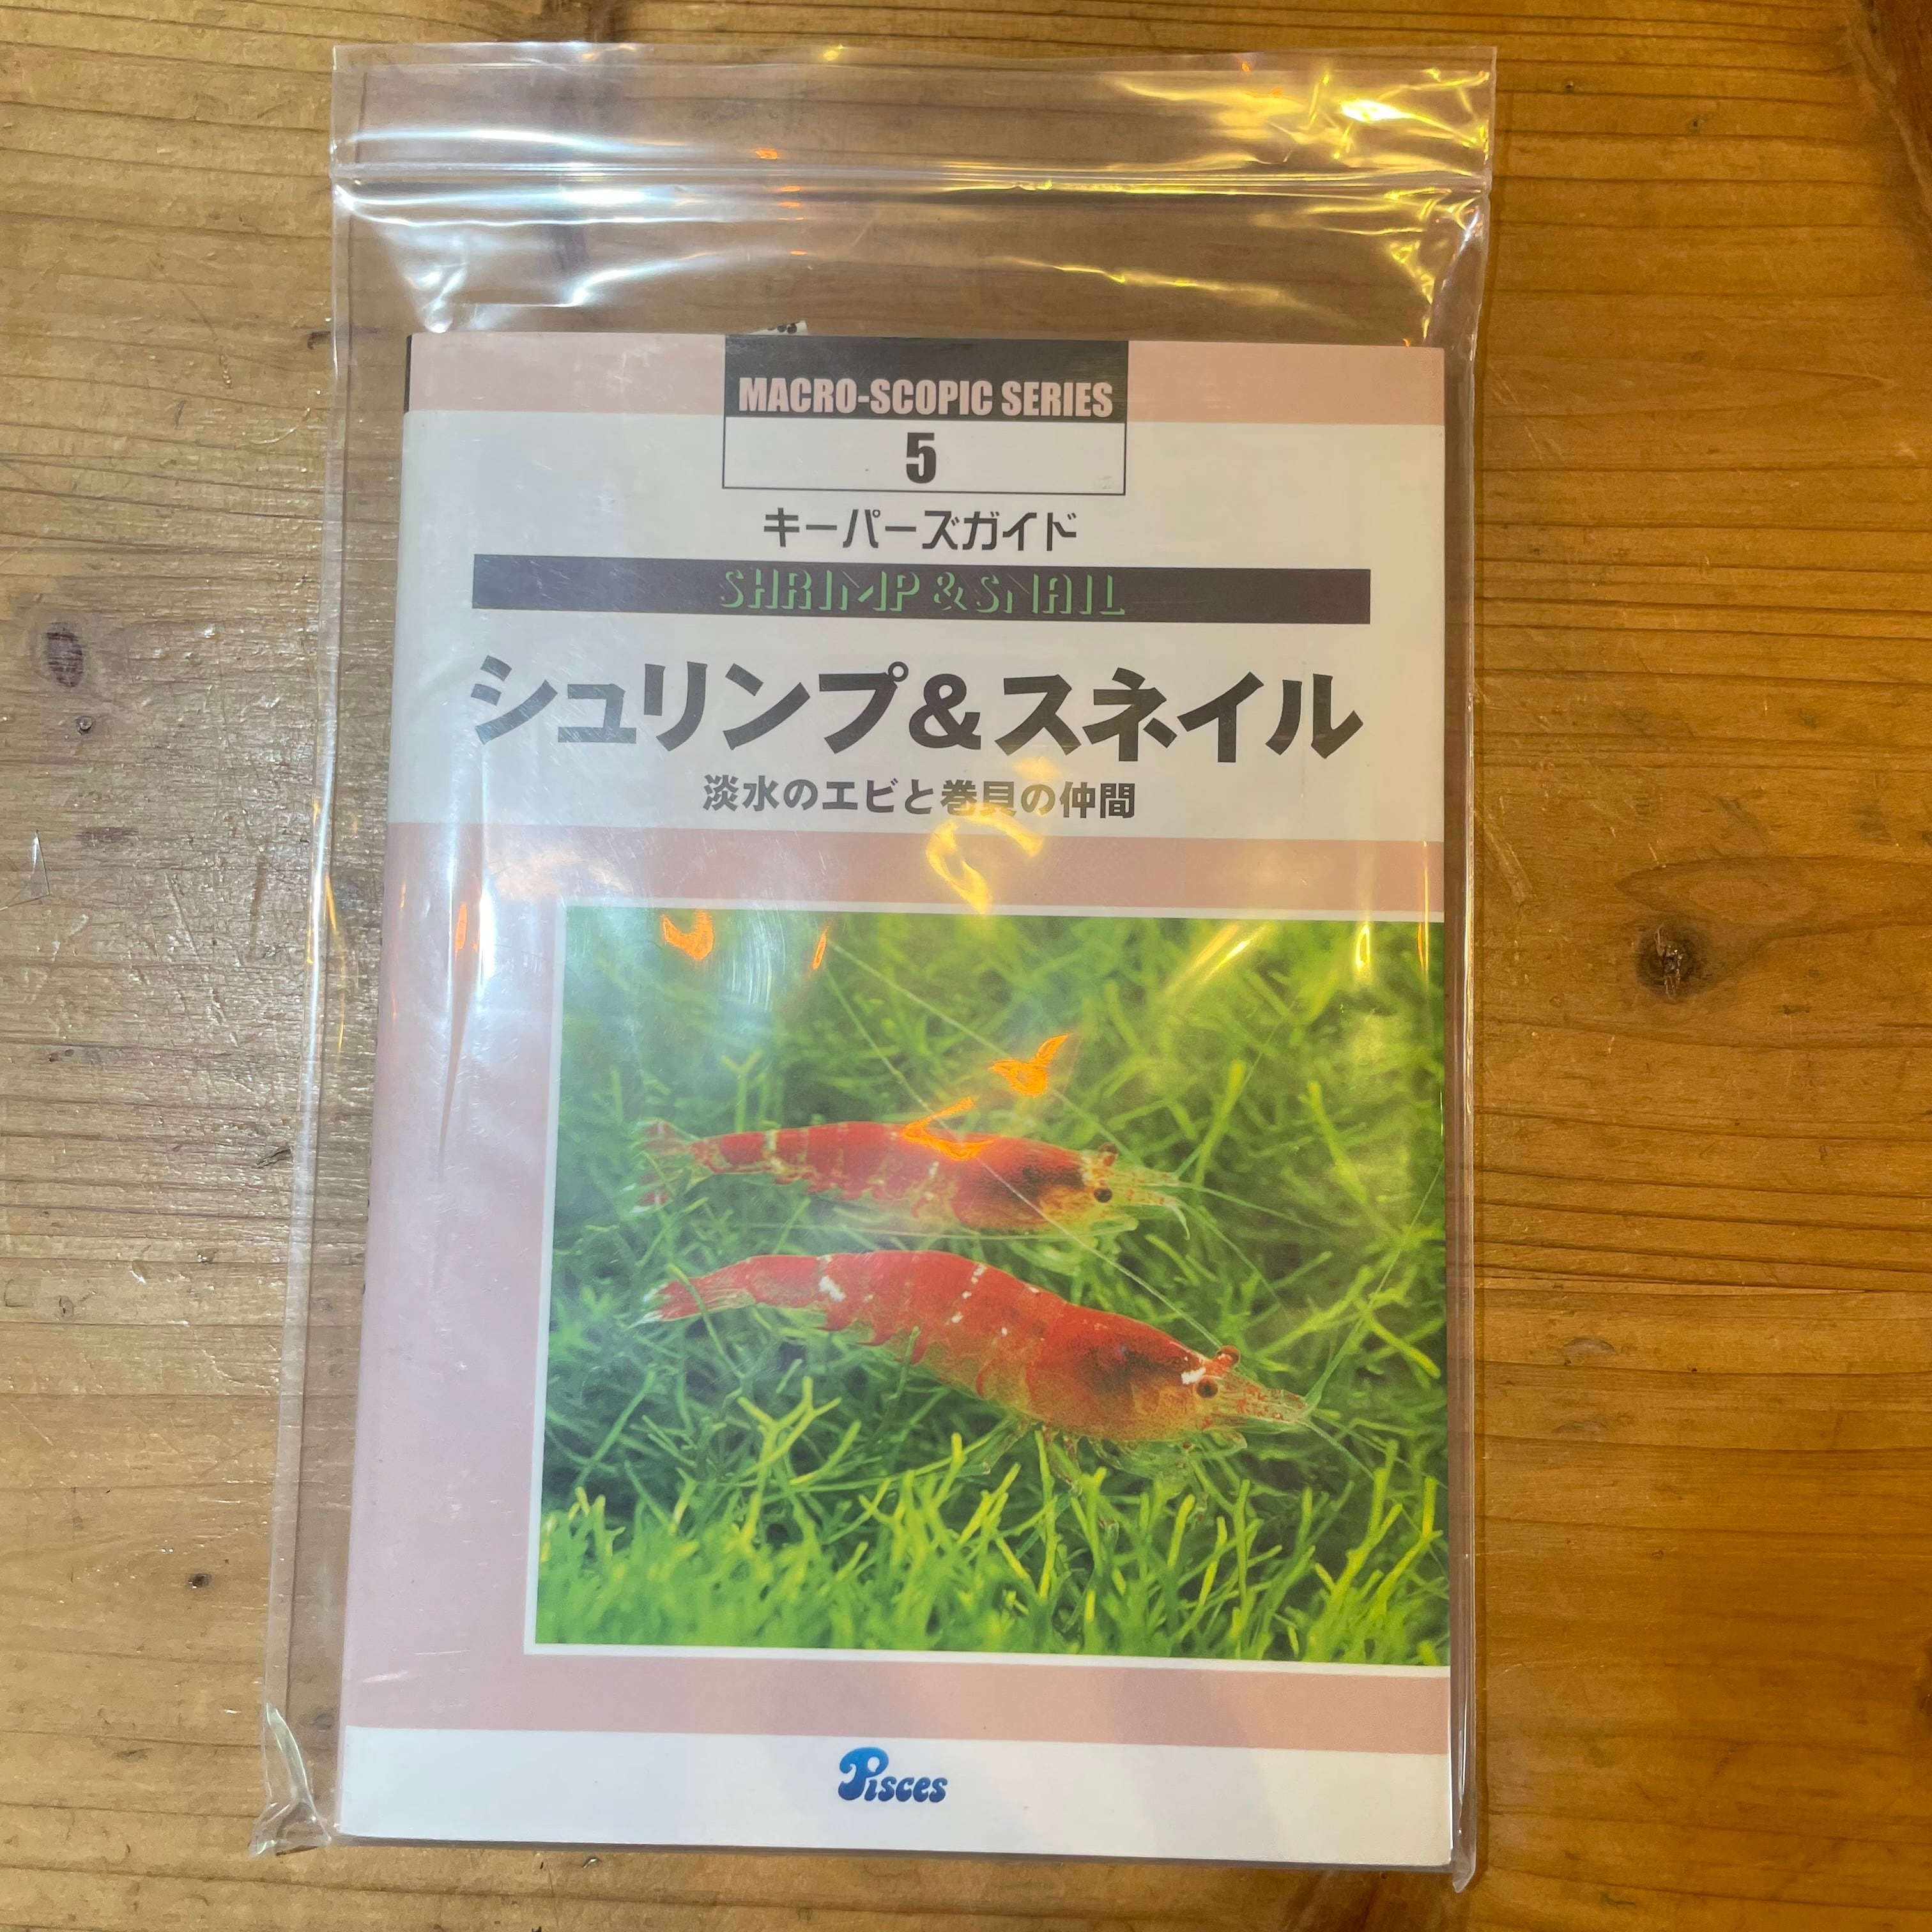 MACRO-SCOPIC SERIES
5
キーパーズガイド
SHRIMP & SNAIL
シュリンプ&スネイル
淡水のエビと巻貝の仲間
Pisces